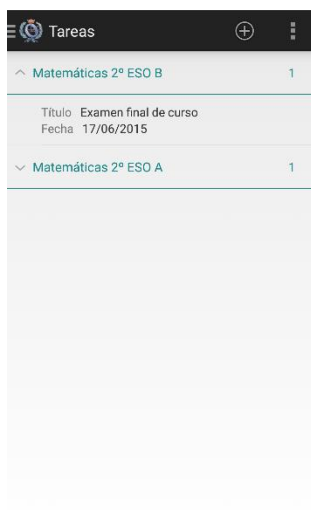 Tareas
Matemáticas 2º ESO B 1
Título Examen final de curso
Fecha 17/06/2015
Matemáticas 2º ESO A 1